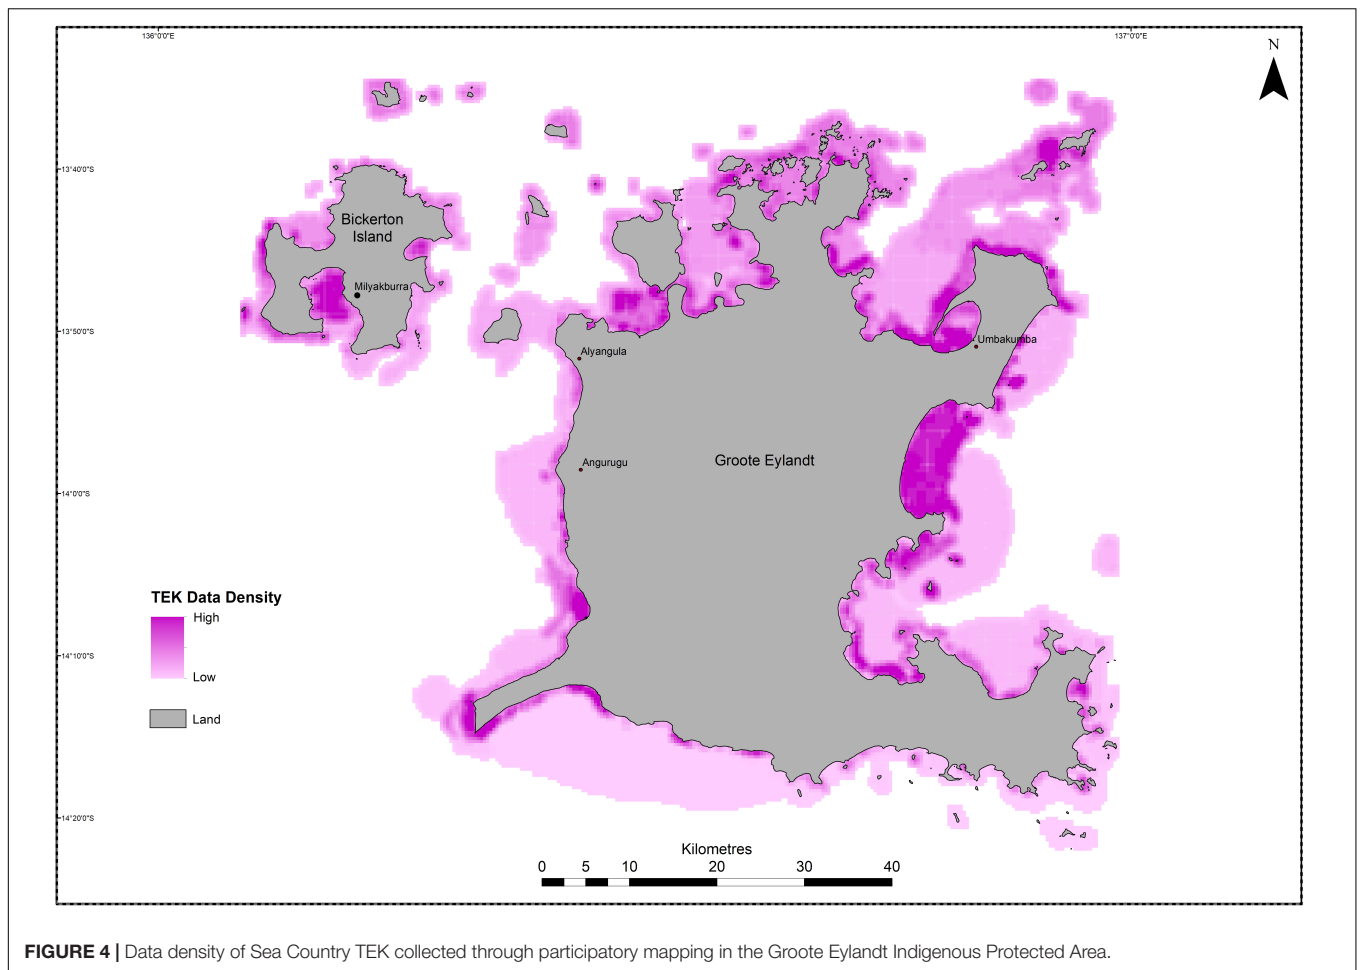 136°0'0"E
137°0'0"E
N
13°40'0"S
Bickerton
Island
Milyakburra
13°50'0"S
Umbakumba
Alyangula
Groote Eylandt
Angurugu
14°0'0"S
TEK Data Density
High
Low
Land
14°10'0"S
14°20'0"S
Kilometres
0 5 10 20 30 40
FIGURE 4 | Data density of Sea Country TEK collected through participatory mapping in the Groote Eylandt Indigenous Protected Area.